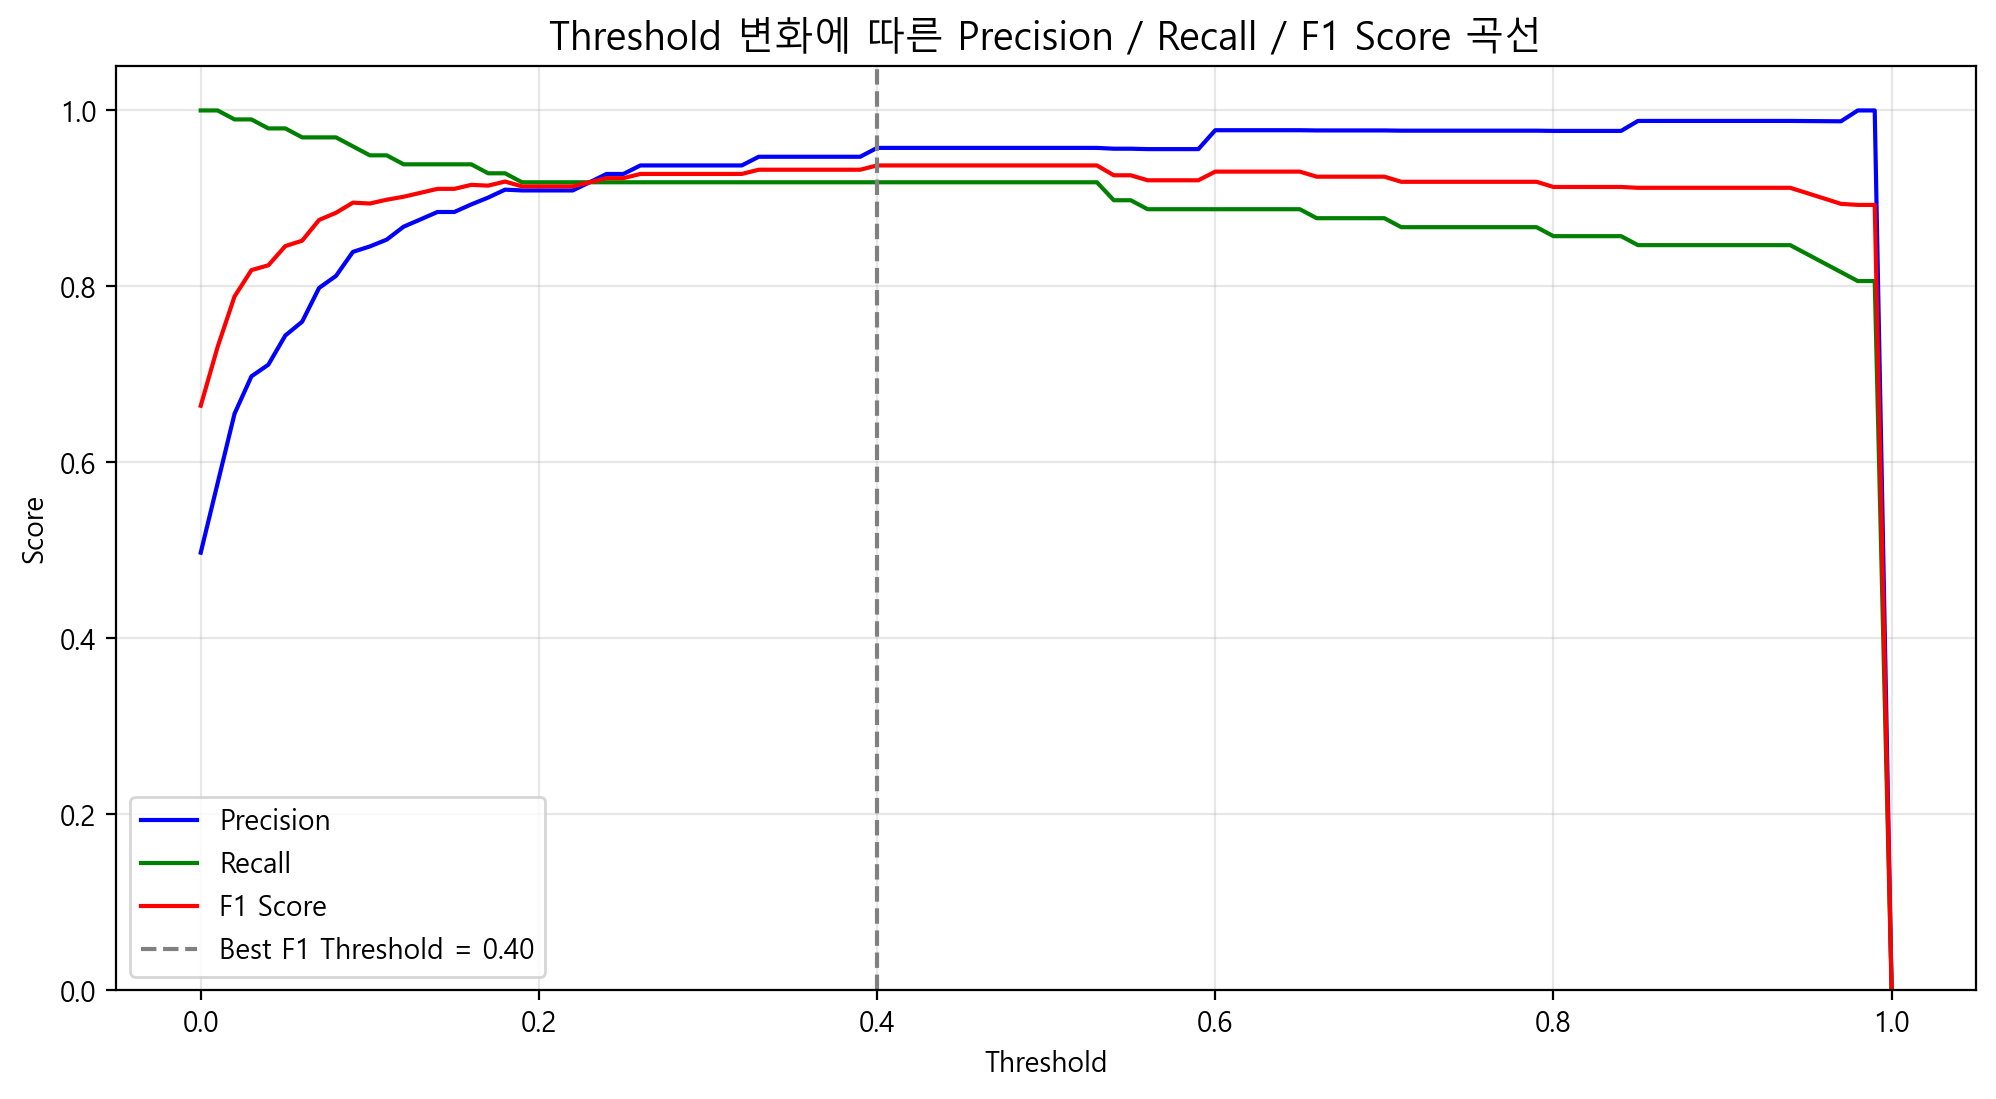 Threshold 변화에 따른 Precision / Recall / F1 Score 곡선
1.0
0.8
0.6
0.4
0.2
0.0
Score
Precision
Recall
F1 Score
Best F1 Threshold = 0.40
0.0 0.2 0.4 0.6 0.8 1.0
Threshold